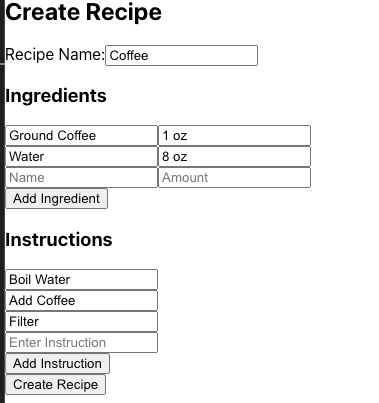 Create Recipe
Recipe Name: Coffee
Ingredients
Ground Coffee 1 oz
Water 8 oz
Name Amount
Add Ingredient
Instructions
Boil Water
Add Coffee
Filter
Enter Instruction
Add Instruction
Create Recipe